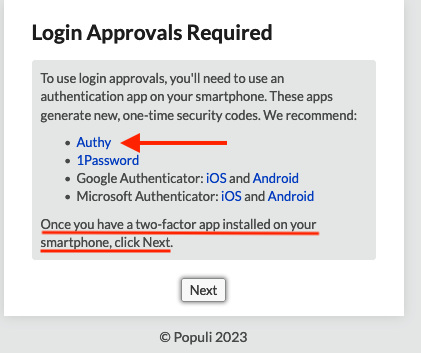 Login Approvals Required
To use login approvals, you'll need to use an
authentication app on your smartphone. These apps
generate new, one-time security codes. We recommend:
• Authy
• 1Password
• Google Authenticator: iOS and Android
• Microsoft Authenticator: iOS and Android
Once you have a two-factor app installed on your
smartphone, click Next.
Next
© Populi 2023